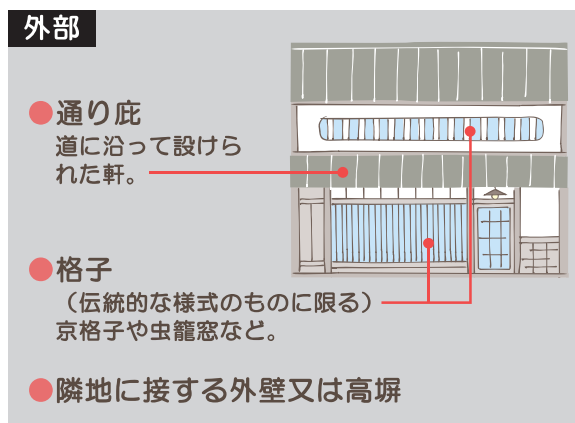 外部
●通り庇
道に沿って設けら
れた軒。
●格子
（伝統的な様式のものに限る）
京格子や虫籠窓など。
●隣地に接する外壁又は高塀